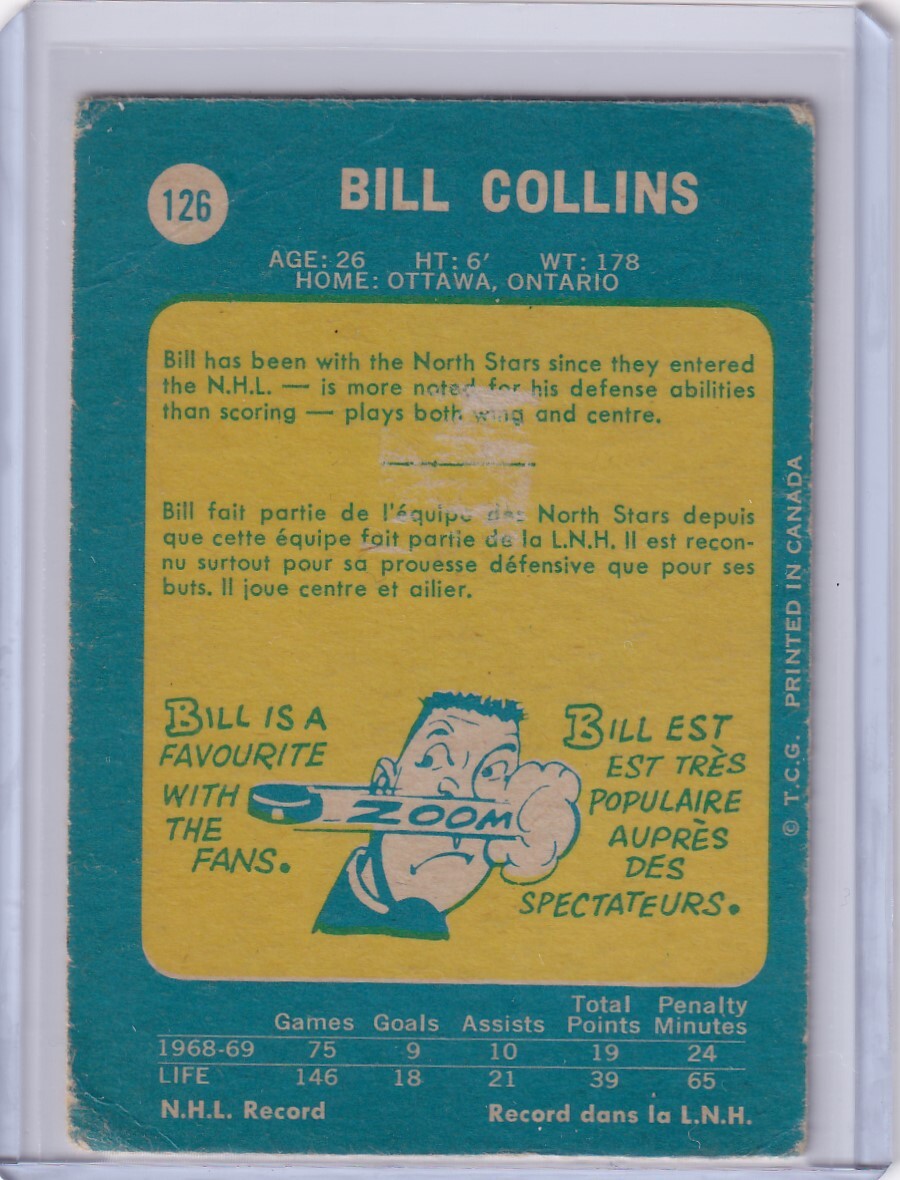 126
BILL COLLINS
AGE: 26 HT: 6′ WT: 178
HOME: OTTAWA, ONTARIO
Bill has been with the North Stars since they entered
the N.H.L. — is more noted for his defense abilities
than scoring — plays both wing and centre.
Bill fait partie de l'équipe des North Stars depuis
que cette équipe fait partie de la L.N.H. Il est recon-
nu surtout pour sa prouesse défensive que pour ses
buts. Il joue centre et ailier.
BILL IS A
FAVOURITE
WITH
THE
FANS.
ZOOM
BILL EST
EST TRÈS
POPULAIRE
AUPRÈS
DES
SPECTATEURS.
© T.C.G. PRINTED IN CANADA
Games Goals Assists Total Points Penalty Minutes
1968-69 75 9 10 19 24
LIFE 146 18 21 39 65
N.H.L. Record Record dans la L.N.H.